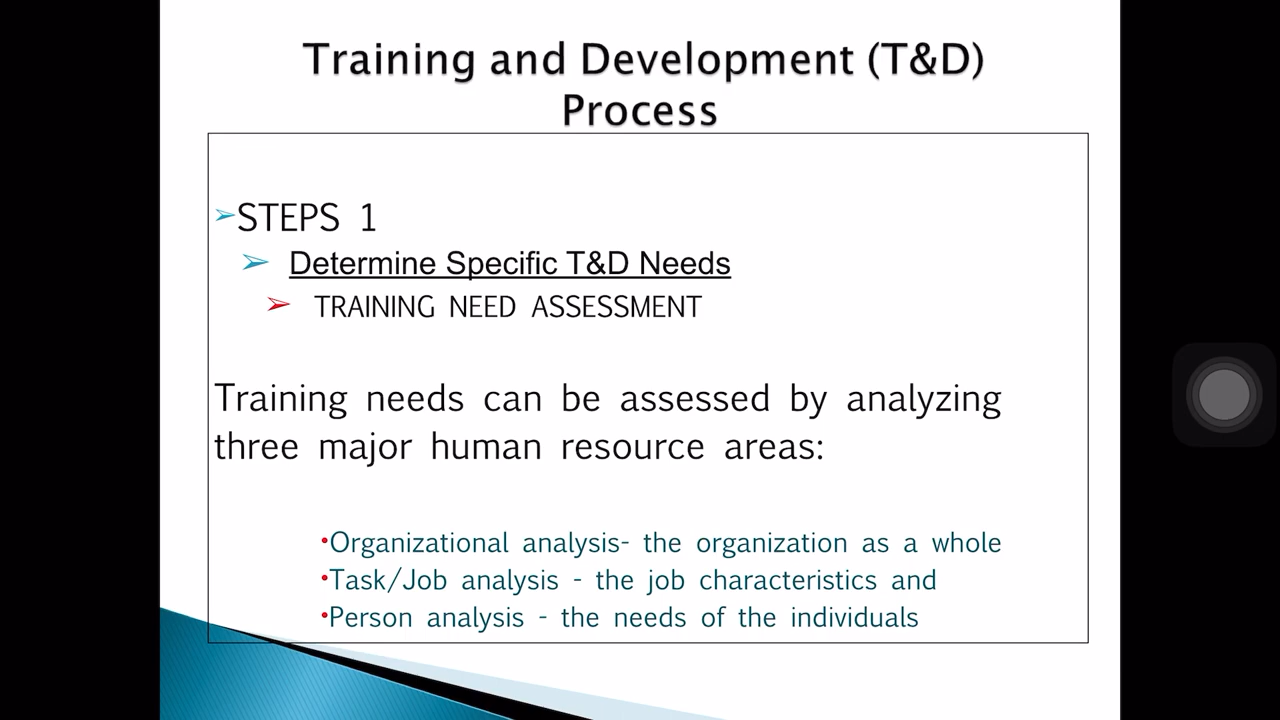 Training and Development (T&D)
Process
➢STEPS 1
➢ Determine Specific T&D Needs
➢ TRAINING NEED ASSESSMENT
Training needs can be assessed by analyzing
three major human resource areas:
•Organizational analysis- the organization as a whole
•Task/Job analysis - the job characteristics and
•Person analysis - the needs of the individuals